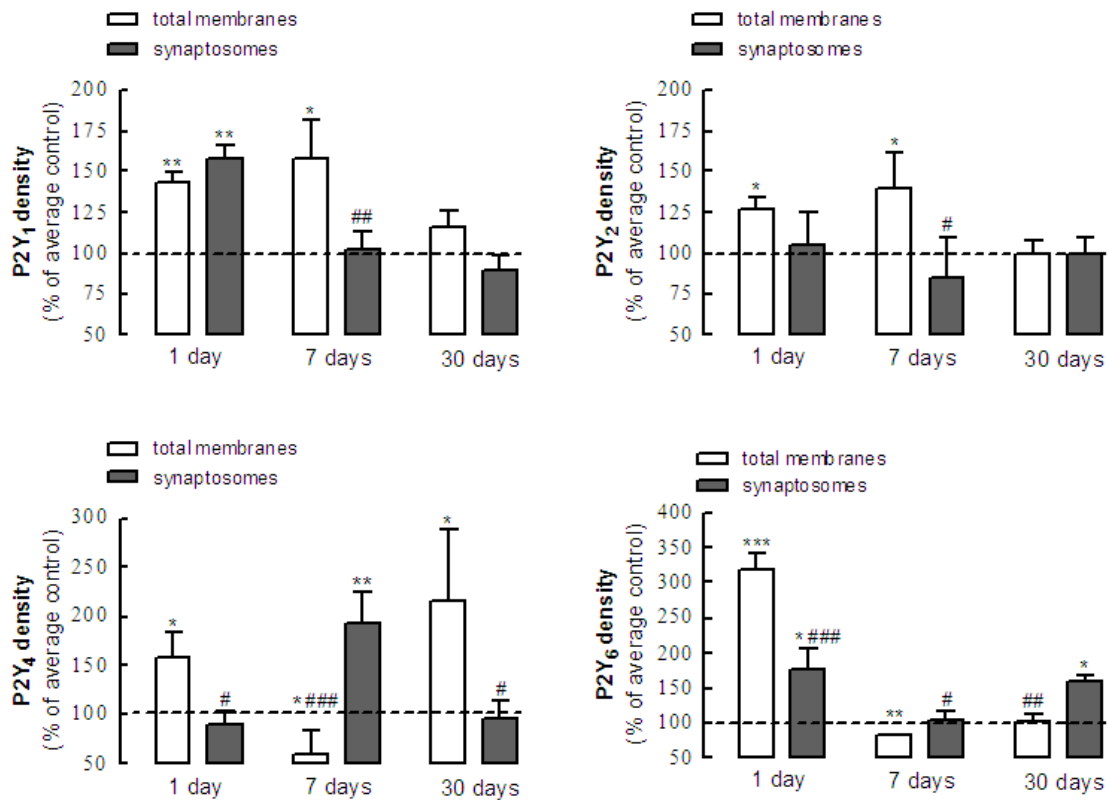 total membranes
synaptosomes
P2Y1 density
(% of average control)
200
175
150
125
100
75
50
**
**
*
##
1 day
7 days
30 days
total membranes
synaptosomes
P2Y2 density
(% of average control)
200
175
150
125
100
75
50
*
*
#
1 day
7 days
30 days
total membranes
synaptosomes
P2Y4 density
(% of average control)
300
250
200
150
100
50
*
#
*###
**
*
#
1 day
7 days
30 days
total membranes
synaptosomes
P2Y6 density
(% of average control)
400
350
300
250
200
150
100
50
***
*###
**
#
##
*
1 day
7 days
30 days